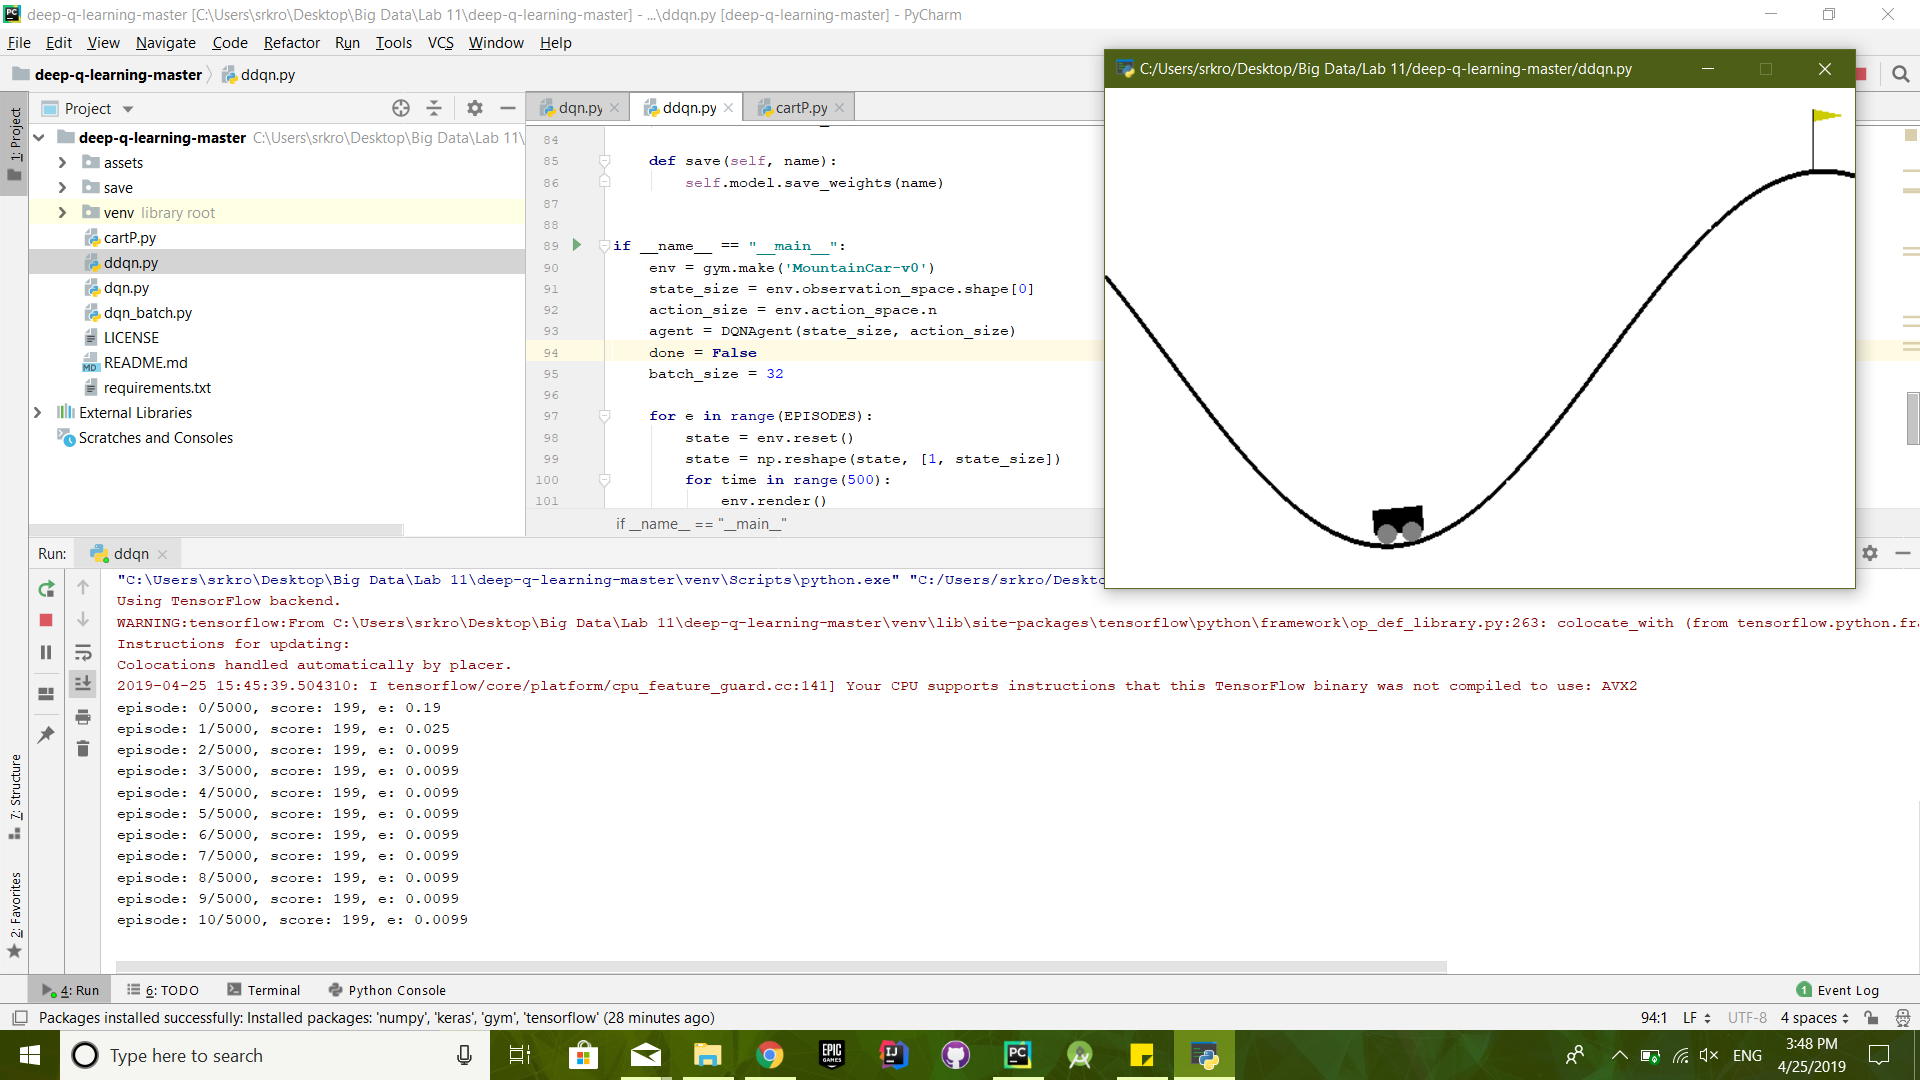 deep-q-learning-master [C:\Users\srkro\Desktop\Big Data\Lab 11\deep-q-learning-master] - ...\ddqn.py [deep-q-learning-master] - PyCharm
File Edit View Navigate Code Refactor Run Tools VCS Window Help
deep-q-learning-master ddqn.py
C:/Users/srkro/Desktop/Big Data/Lab 11/deep-q-learning-master/ddqn.py
1: Project
Project
deep-q-learning-master C:\Users\srkro\Desktop\Big Data\Lab 11\
assets
save
venv library root
cartP.py
ddqn.py
dqn.py
dqn_batch.py
LICENSE
README.md
requirements.txt
External Libraries
Scratches and Consoles
dqn.py ddqn.py cartP.py
84
85 def save(self, name):
86 self.model.save_weights(name)
87
88
89 if __name__ == "__main__":
90 env = gym.make('MountainCar-v0')
91 state_size = env.observation_space.shape[0]
92 action_size = env.action_space.n
93 agent = DQNAgent(state_size, action_size)
94 done = False
95 batch_size = 32
96
97 for e in range(EPISODES):
98 state = env.reset()
99 state = np.reshape(state, [1, state_size])
100 for time in range(500):
101 env.render()
if __name__ == "__main__"
Run: ddqn
"C:\Users\srkro\Desktop\Big Data\Lab 11\deep-q-learning-master\venv\Scripts\python.exe" "C:/Users/srkro/Deskto
Using TensorFlow backend.
WARNING:tensorflow:From C:\Users\srkro\Desktop\Big Data\Lab 11\deep-q-learning-master\venv\lib\site-packages\tensorflow\python\framework\op_def_library.py:263: colocate_with (from tensorflow.python.fra
Instructions for updating:
Colocations handled automatically by placer.
2019-04-25 15:45:39.504310: I tensorflow/core/platform/cpu_feature_guard.cc:141] Your CPU supports instructions that this TensorFlow binary was not compiled to use: AVX2
episode: 0/5000, score: 199, e: 0.19
episode: 1/5000, score: 199, e: 0.025
episode: 2/5000, score: 199, e: 0.0099
episode: 3/5000, score: 199, e: 0.0099
episode: 4/5000, score: 199, e: 0.0099
episode: 5/5000, score: 199, e: 0.0099
episode: 6/5000, score: 199, e: 0.0099
episode: 7/5000, score: 199, e: 0.0099
episode: 8/5000, score: 199, e: 0.0099
episode: 9/5000, score: 199, e: 0.0099
episode: 10/5000, score: 199, e: 0.0099
7: Structure
2: Favorites
4: Run 6: TODO Terminal Python Console 1 Event Log
Packages installed successfully: Installed packages: 'numpy', 'keras', 'gym', 'tensorflow' (28 minutes ago) 94:1 LF UTF-8 4 spaces
Type here to search
EPIC GAMES
ENG
3:48 PM
4/25/2019